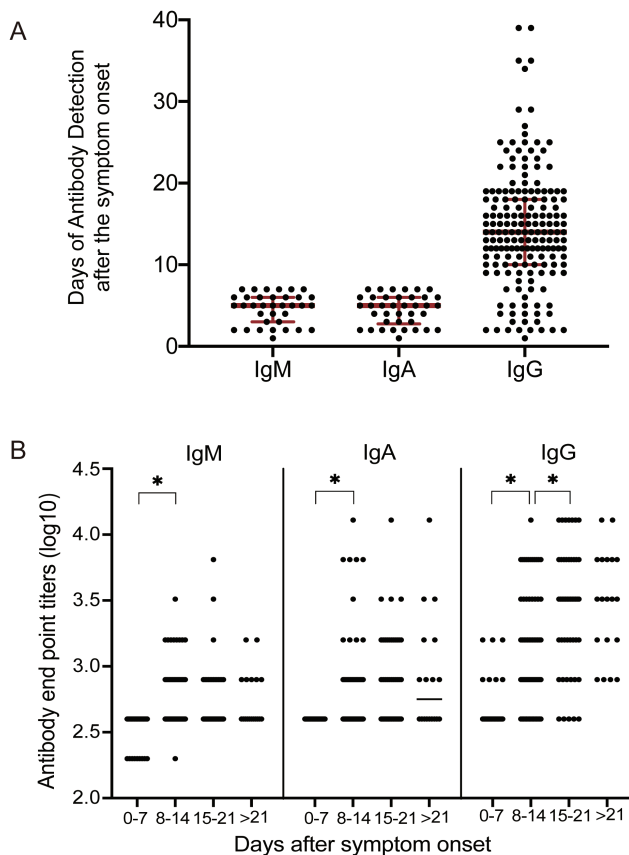 A
Days of Antibody Detection
after the symptom onset
40
30
20
10
0
IgM IgA IgG
B
IgM IgA IgG
Antibody end point titers (log10)
4.5
4.0
3.5
3.0
2.5
2.0
* * * *
0-7 8-14 15-21 >21 0-7 8-14 15-21 >21 0-7 8-14 15-21 >21
Days after symptom onset